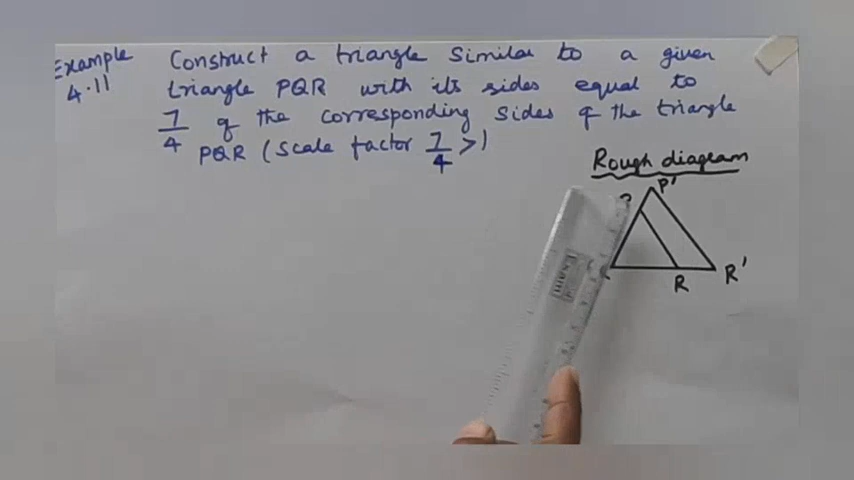 Example Construct a triangle Similar to a given
4.11 triangle PQR with its sides equal to
7/4 of the corresponding Sides of the triangle
PQR (Scale factor 7/4 > 1
Rough diagram
P'
R
R'
Exam